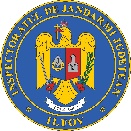 INSPECTORATUL DE JANDARMI JUDEȚEAN
ILFOV